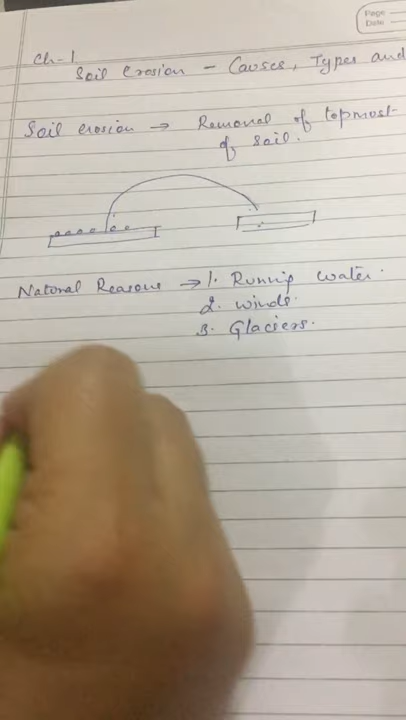 Page
Date
Ch-1
Soil Erosion - Causes, Types and
Soil erosion → Removal of topmost
of soil.
Natural Reasons → 1. Running water.
2. winds.
3. Glaciers.